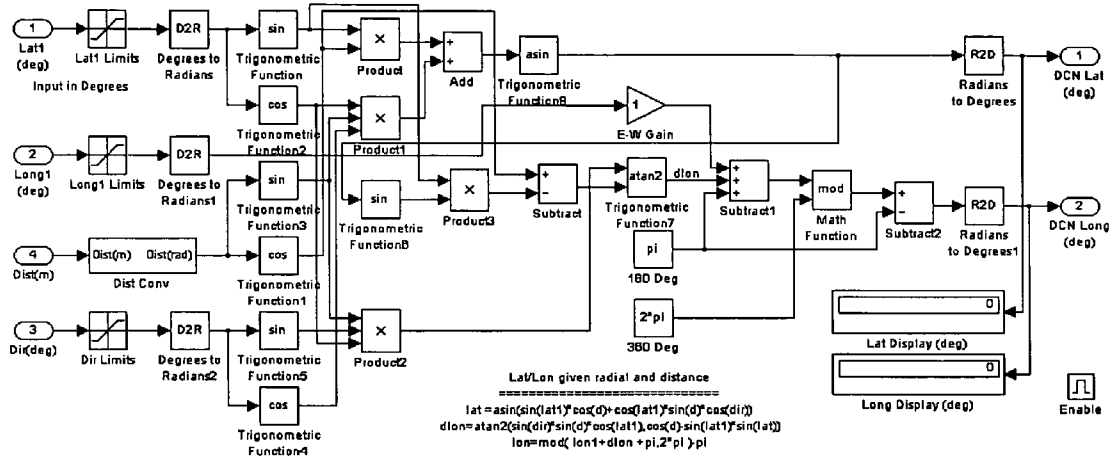 1
Lat1
(deg)
Lat1 Limits
Input in Degrees
D2R
Degrees to
Radians
sin
Trigonometric
Function
×
Product
+
+
Add
asin
Trigonometric
Function8
R2D
Radians
to Degrees
1
DCN Lat
(deg)
cos
Trigonometric
Function2
×
Product1
1
E-W Gain
2
Long1
(deg)
Long1 Limits
D2R
Degrees to
Radians1
sin
Trigonometric
Function3
sin
Trigonometric
Function6
×
Product3
+
−
Subtract
atan2
dlon
Trigonometric
Function7
+
+
+
Subtract1
mod
Math
Function
+
−
Subtract2
R2D
Radians
to Degrees1
2
DCN Long
(deg)
4
Dist(m)
Dist(m) Dist(rad)
Dist Conv
cos
Trigonometric
Function1
pi
180 Deg
2*pi
360 Deg
0
Lat Display (deg)
0
Long Display (deg)
Enable
3
Dir(deg)
Dir Limits
D2R
Degrees to
Radians2
sin
Trigonometric
Function5
×
Product2
cos
Trigonometric
Function4
Lat/Lon given radial and distance
==============================
lat =asin(sin(lat1)*cos(d)+cos(lat1)*sin(d)*cos(dir))
dlon=atan2(sin(dir)*sin(d)*cos(lat1),cos(d)-sin(lat1)*sin(lat))
lon=mod( lon1+dlon +pi,2*pi )-pi